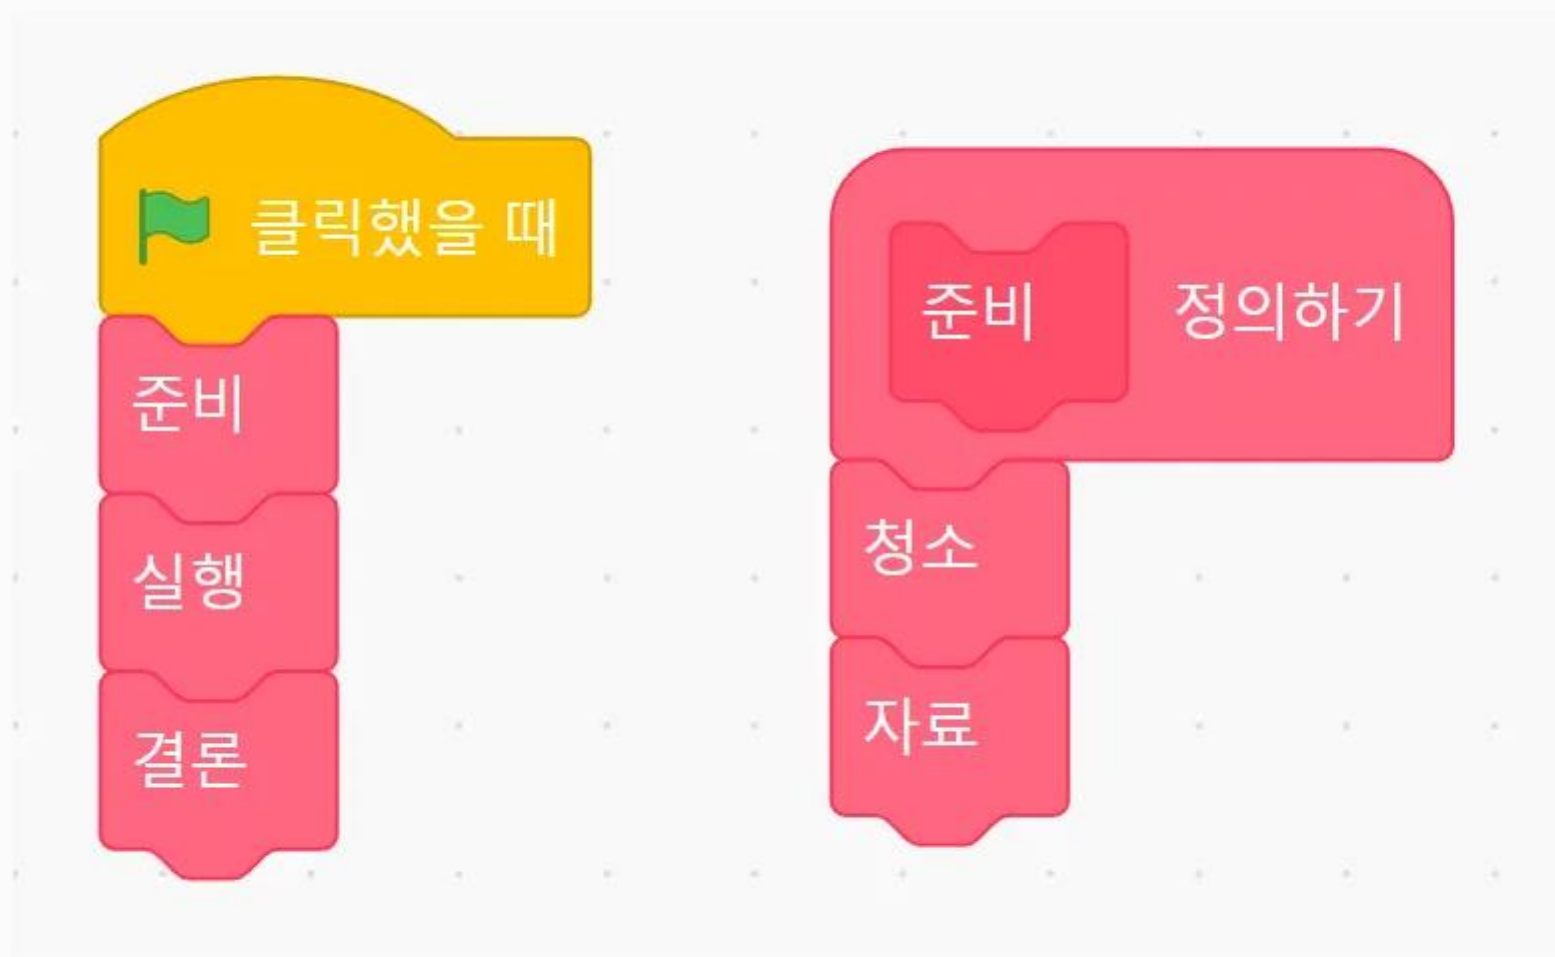 클릭했을 때
준비
실행
결론
준비 정의하기
청소
자료